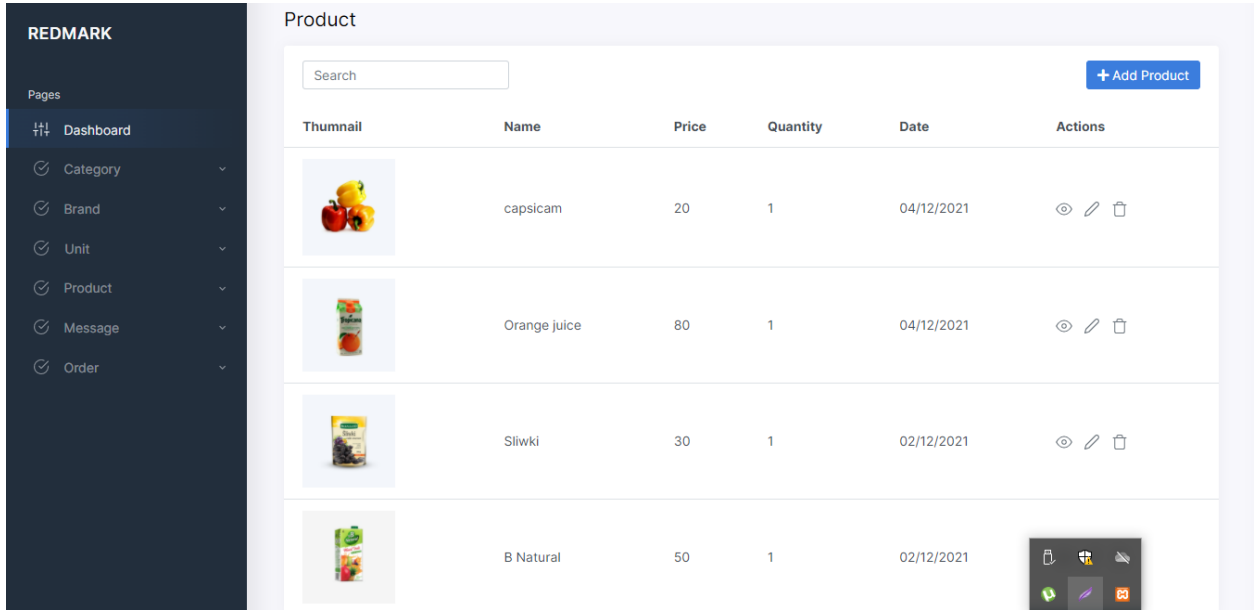 REDMARK
Pages
Dashboard
Category
Brand
Unit
Product
Message
Order
Product
Search
Add Product
Thumnail Name Price Quantity Date Actions
capsicam 20 1 04/12/2021
Tropicana
Orange juice 80 1 04/12/2021
Sliwki
Sliwki 30 1 02/12/2021
B Natural 50 1 02/12/2021